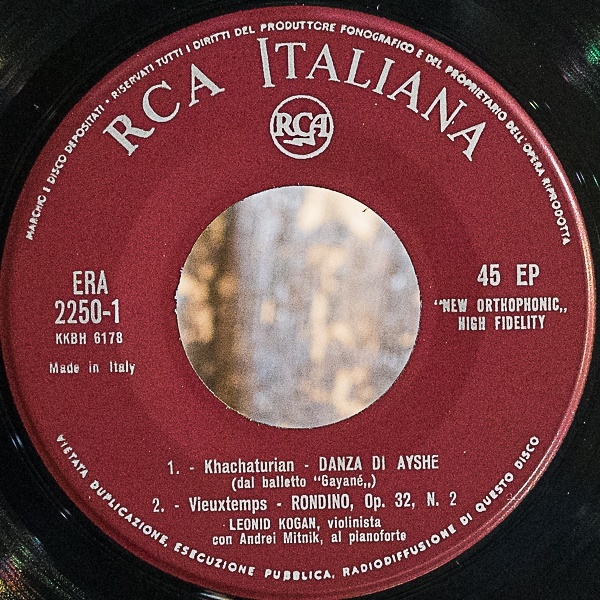 MARCHIO E DISCO DEPOSITATI • RISERVATI TUTTI I DIRITTI DEL PRODUTTORE FONOGRAFICO E DEL PROPRIETARIO DELL'OPERA RIPRODOTTA
RCA ITALIANA
RCA
ERA
2250-1
KKBH 6178
Made in Italy
45 EP
"NEW ORTHOPHONIC„
HIGH FIDELITY
1. - Khachaturian - DANZA DI AYSHE
(dal balletto "Gayané„)
2. - Vieuxtemps - RONDINO, Op. 32, N. 2
LEONID KOGAN, violinista
con Andrei Mitnik, al pianoforte
VIETATA DUPLICAZIONE, ESECUZIONE PUBBLICA, RADIODIFFUSIONE DI QUESTO DISCO